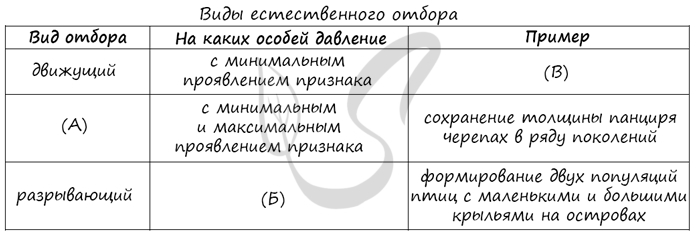 Виды естественного отбора
Вид отбора
На каких особей давление
Пример
движущий
с минимальным
проявлением признака
(В)
(А)
с минимальным
и максимальным
проявлением признака
сохранение толщины панциря
черепах в ряду поколений
разрывающий
(Б)
формирование двух популяций
птиц с маленькими и большими
крыльями на островах